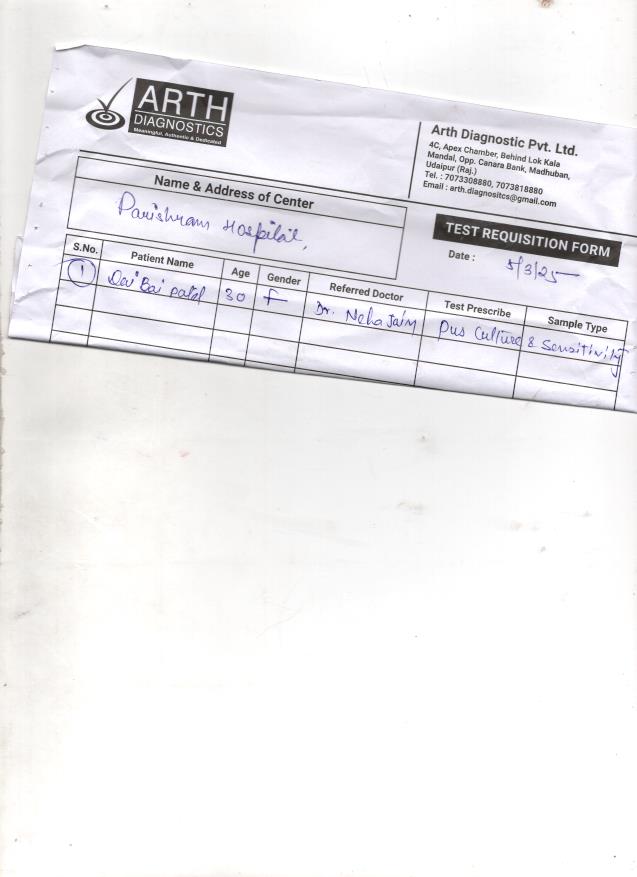 ARTH
DIAGNOSTICS
Meaningful, Authentic & Dedicated
Arth Diagnostic Pvt. Ltd.
4C, Apex Chamber, Behind Lok Kala
Mandal, Opp. Canara Bank, Madhuban,
Udaipur (Raj.)
Tel. : 7073308880, 7073818880
Email : arth.diagnositcs@gmail.com
Name & Address of Center
Parishram Hospital,
TEST REQUISITION FORM
Date : 5/3/25
S.No. Patient Name Age Gender Referred Doctor Test Prescribe Sample Type
1 Bai Patel 30 F Dr. Neha Jain Pus Culture & Sensitivity